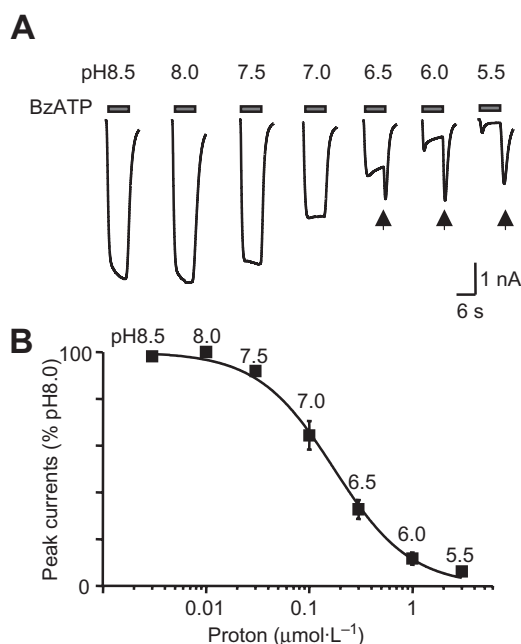 A
pH8.5 8.0 7.5 7.0 6.5 6.0 5.5
BzATP
1 nA
6 s
B
pH8.5 8.0 7.5 7.0 6.5 6.0 5.5
100
0
Peak currents (% pH8.0)
0.01 0.1 1
Proton (μmol·L⁻¹)